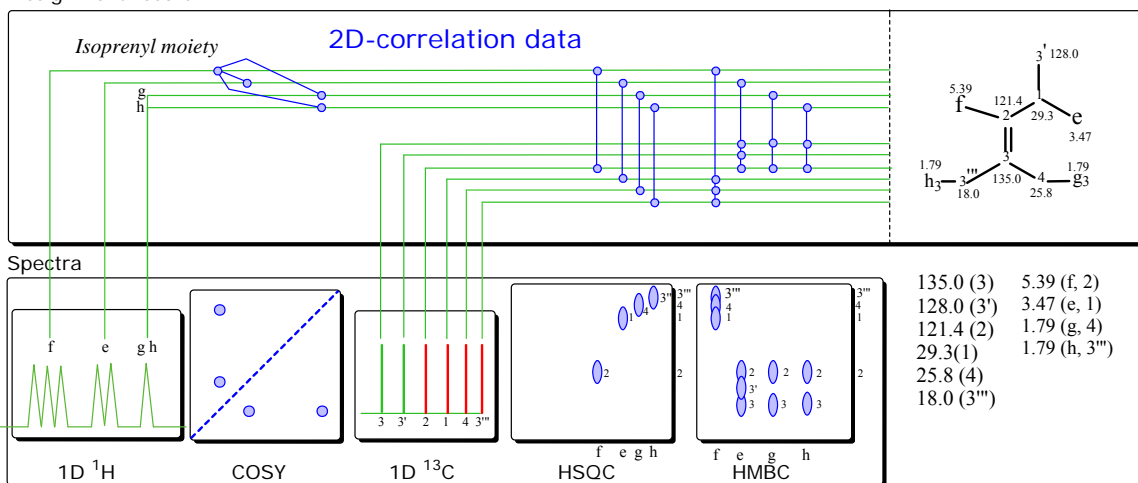 2D-correlation data
Isoprenyl moiety
g
h
3' 128.0
5.39
f
121.4
1
2
29.3
e
3.47
3
1.79
h3
3'''
18.0
135.0
4
25.8
1.79
g3
Spectra
f e g h
3 3' 2 1 4 3'''
3''' 3'''
4 4
1 1
2 2
f e g h
3''' 3'''
4 4
1 1
2 2 2 2
3'
3 3 3
f e g h
1D 1H COSY 1D 13C HSQC HMBC
135.0 (3) 5.39 (f, 2)
128.0 (3') 3.47 (e, 1)
121.4 (2) 1.79 (g, 4)
29.3(1) 1.79 (h, 3''')
25.8 (4)
18.0 (3''')